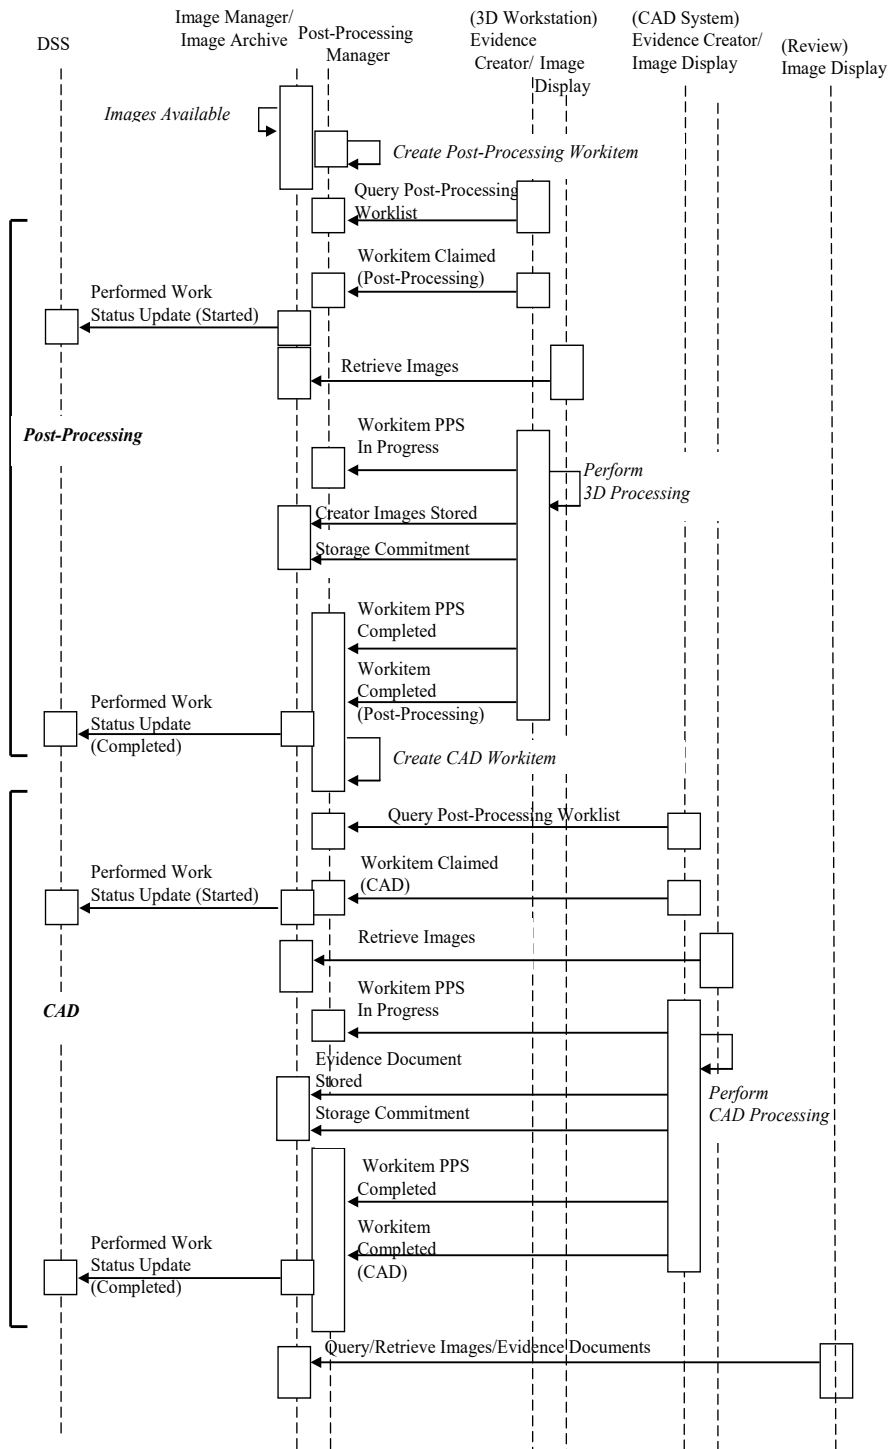 DSS
Image Manager/
Image Archive
Post-Processing
Manager
(3D Workstation)
Evidence
Creator/ Image
Display
(CAD System)
Evidence Creator/
Image Display
(Review)
Image Display
Images Available
Create Post-Processing Workitem
Query Post-Processing
Worklist
Workitem Claimed
(Post-Processing)
Performed Work
Status Update (Started)
Retrieve Images
Post-Processing
Workitem PPS
In Progress
Perform
3D Processing
Creator Images Stored
Storage Commitment
Workitem PPS
Completed
Workitem
Completed
(Post-Processing)
Performed Work
Status Update
(Completed)
Create CAD Workitem
Query Post-Processing Worklist
Workitem Claimed
(CAD)
Performed Work
Status Update (Started)
Retrieve Images
Workitem PPS
In Progress
CAD
Evidence Document
Stored
Storage Commitment
Perform
CAD Processing
Workitem PPS
Completed
Workitem
Completed
(CAD)
Performed Work
Status Update
(Completed)
Query/Retrieve Images/Evidence Documents